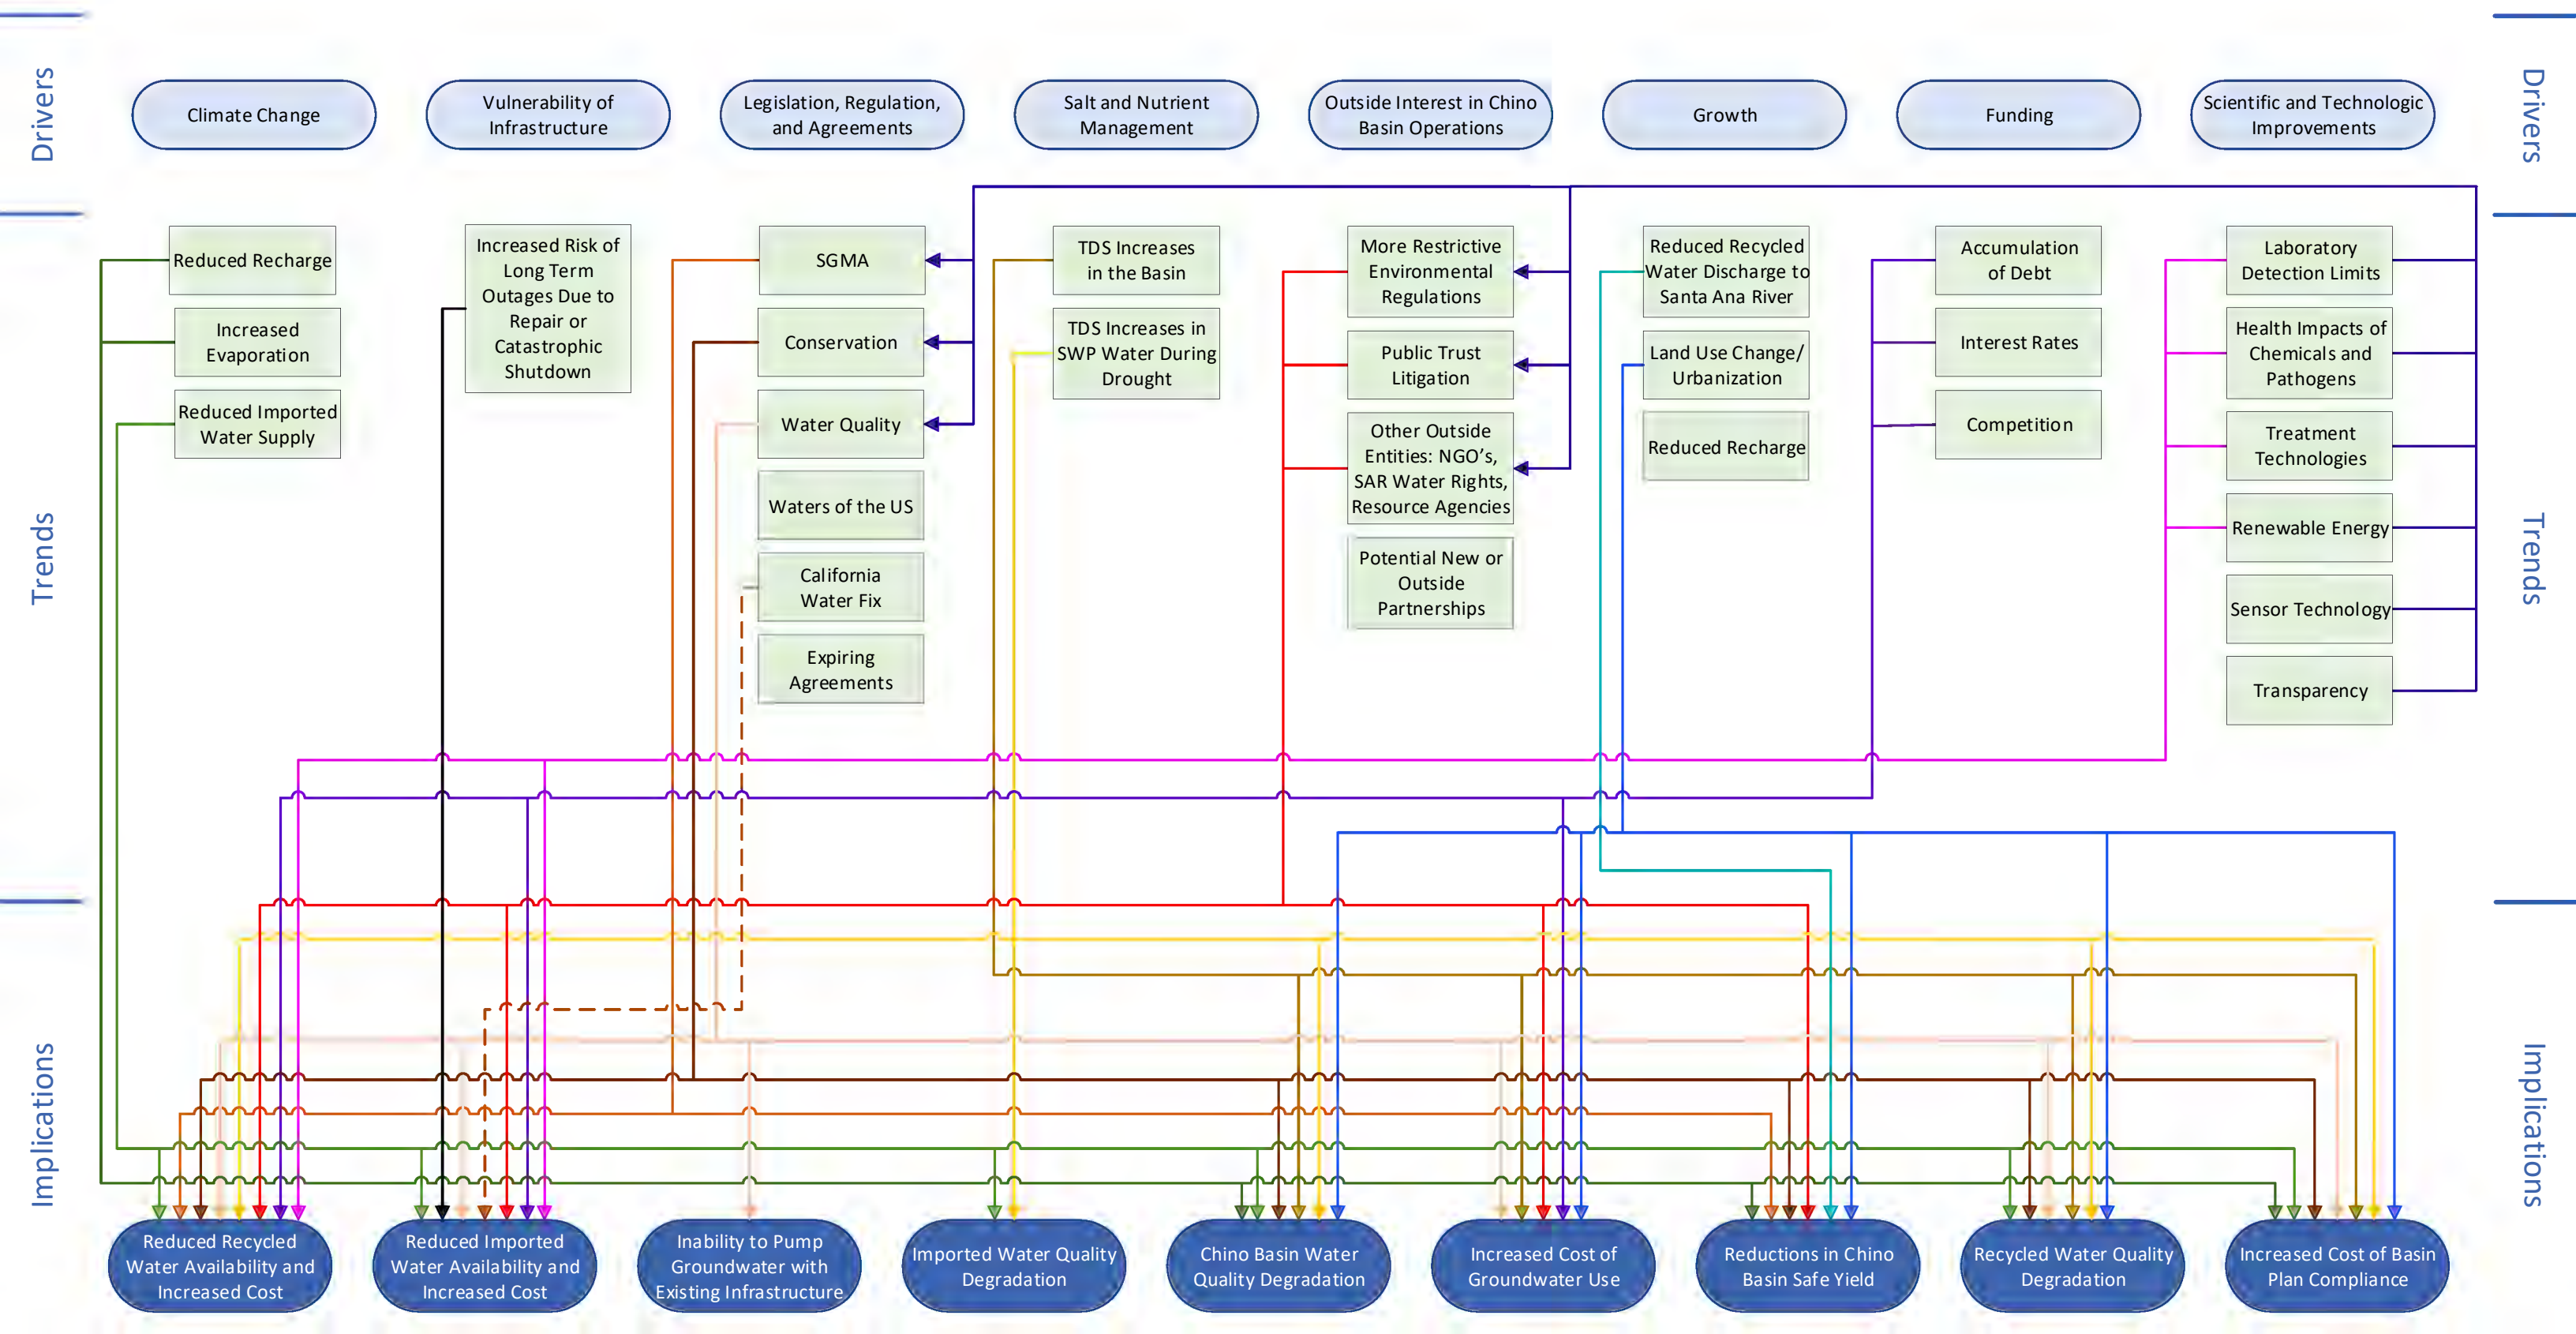 Drivers
Climate Change
Vulnerability of
Infrastructure
Legislation, Regulation,
and Agreements
Salt and Nutrient
Management
Outside Interest in Chino
Basin Operations
Growth
Funding
Scientific and Technologic
Improvements
Drivers
Trends
Reduced Recharge
Increased
Evaporation
Reduced Imported
Water Supply
Increased Risk of
Long Term
Outages Due to
Repair or
Catastrophic
Shutdown
SGMA
Conservation
Water Quality
Waters of the US
California
Water Fix
Expiring
Agreements
TDS Increases
in the Basin
TDS Increases in
SWP Water During
Drought
More Restrictive
Environmental
Regulations
Public Trust
Litigation
Other Outside
Entities: NGO’s,
SAR Water Rights,
Resource Agencies
Potential New or
Outside
Partnerships
Reduced Recycled
Water Discharge to
Santa Ana River
Land Use Change/
Urbanization
Reduced Recharge
Accumulation
of Debt
Interest Rates
Competition
Laboratory
Detection Limits
Health Impacts of
Chemicals and
Pathogens
Treatment
Technologies
Renewable Energy
Sensor Technology
Transparency
Trends
Implications
Reduced Recycled
Water Availability and
Increased Cost
Reduced Imported
Water Availability and
Increased Cost
Inability to Pump
Groundwater with
Existing Infrastructure
Imported Water Quality
Degradation
Chino Basin Water
Quality Degradation
Increased Cost of
Groundwater Use
Reductions in Chino
Basin Safe Yield
Recycled Water Quality
Degradation
Increased Cost of Basin
Plan Compliance
Implications